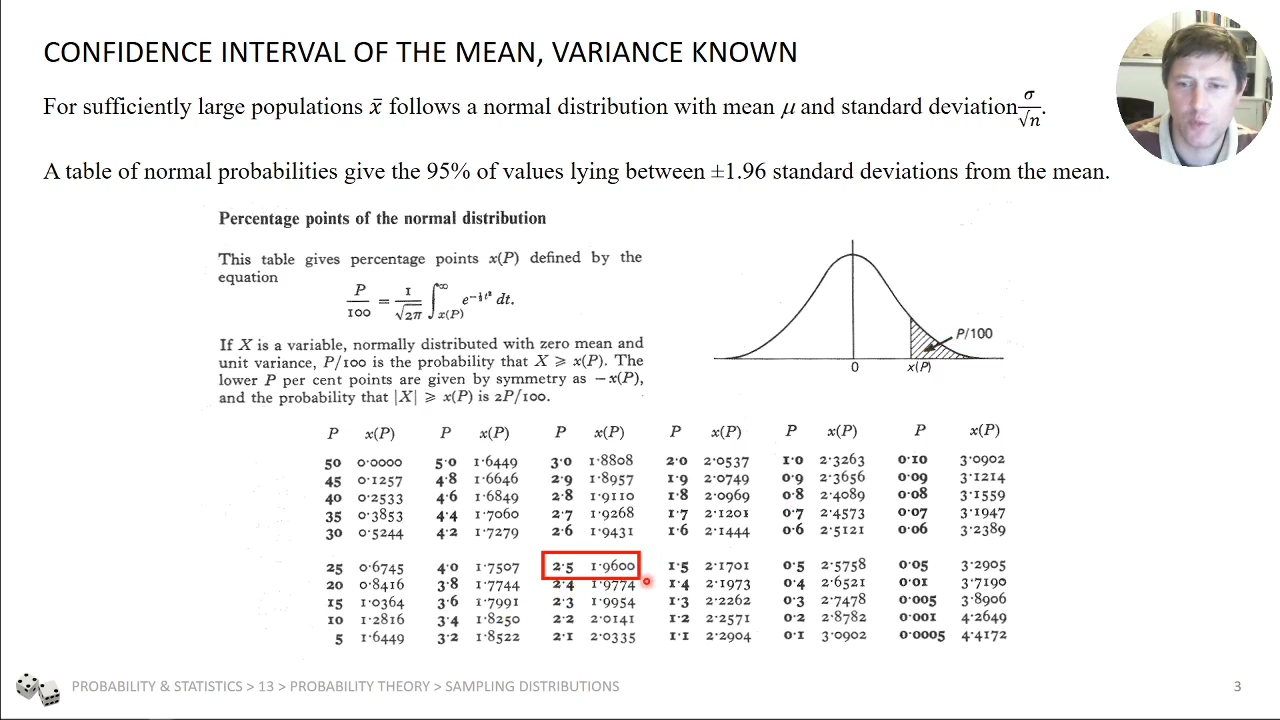 CONFIDENCE INTERVAL OF THE MEAN, VARIANCE KNOWN
For sufficiently large populations x̄ follows a normal distribution with mean μ and standard deviation σ/√n.
A table of normal probabilities give the 95% of values lying between ±1.96 standard deviations from the mean.
Percentage points of the normal distribution
This table gives percentage points x(P) defined by the
equation
P/100 = 1/√2π ∫_{x(P)}^∞ e^{-½t²} dt.
If X is a variable, normally distributed with zero mean and
unit variance, P/100 is the probability that X ⩾ x(P). The
lower P per cent points are given by symmetry as −x(P),
and the probability that |X| ⩾ x(P) is 2P/100.
P/100
0 x(P)
P x(P) P x(P) P x(P) P x(P) P x(P) P x(P)
50 0·0000 5·0 1·6449 3·0 1·8808 2·0 2·0537 1·0 2·3263 0·10 3·0902
45 0·1257 4·8 1·6646 2·9 1·8957 1·9 2·0749 0·9 2·3656 0·09 3·1214
40 0·2533 4·6 1·6849 2·8 1·9110 1·8 2·0969 0·8 2·4089 0·08 3·1559
35 0·3853 4·4 1·7060 2·7 1·9268 1·7 2·1201 0·7 2·4573 0·07 3·1947
30 0·5244 4·2 1·7279 2·6 1·9431 1·6 2·1444 0·6 2·5121 0·06 3·2389
25 0·6745 4·0 1·7507 2·5 1·9600 1·5 2·1701 0·5 2·5758 0·05 3·2905
20 0·8416 3·8 1·7744 2·4 1·9774 1·4 2·1973 0·4 2·6521 0·01 3·7190
15 1·0364 3·6 1·7991 2·3 1·9954 1·3 2·2262 0·3 2·7478 0·005 3·8906
10 1·2816 3·4 1·8250 2·2 2·0141 1·2 2·2571 0·2 2·8782 0·001 4·2649
5 1·6449 3·2 1·8522 2·1 2·0335 1·1 2·2904 0·1 3·0902 0·0005 4·4172
PROBABILITY & STATISTICS > 13 > PROBABILITY THEORY > SAMPLING DISTRIBUTIONS
3